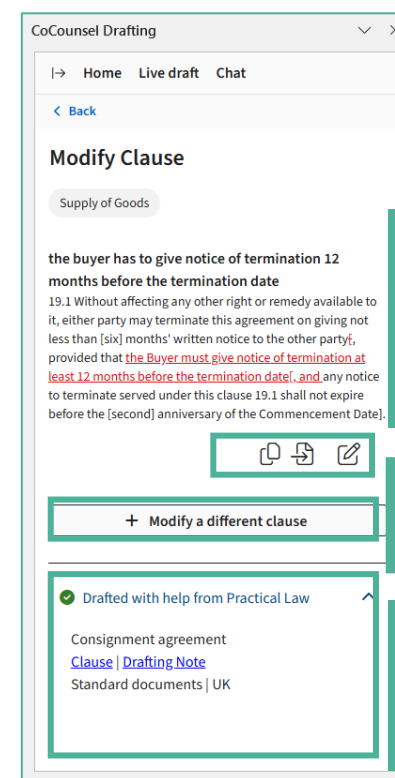 CoCounsel Drafting
Home Live draft Chat
Back
Modify Clause
Supply of Goods
the buyer has to give notice of termination 12
months before the termination date
19.1 Without affecting any other right or remedy available to
it, either party may terminate this agreement on giving not
less than [six] months' written notice to the other party[,
provided that the Buyer must give notice of termination at
least 12 months before the termination date[, and any notice
to terminate served under this clause 19.1 shall not expire
before the [second] anniversary of the Commencement Date].
+ Modify a different clause
Drafted with help from Practical Law
Consignment agreement
Clause | Drafting Note
Standard documents | UK